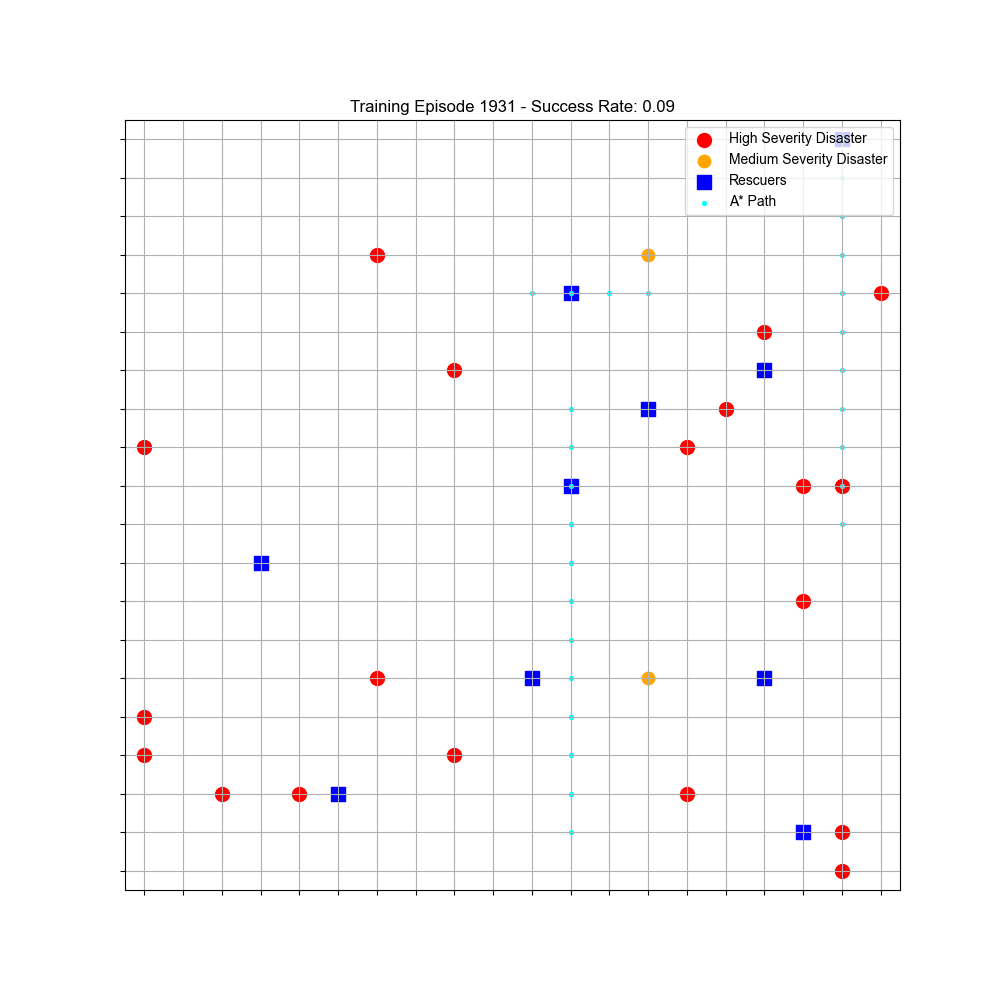 Training Episode 1931 - Success Rate: 0.09
High Severity Disaster
Medium Severity Disaster
Rescuers
A* Path